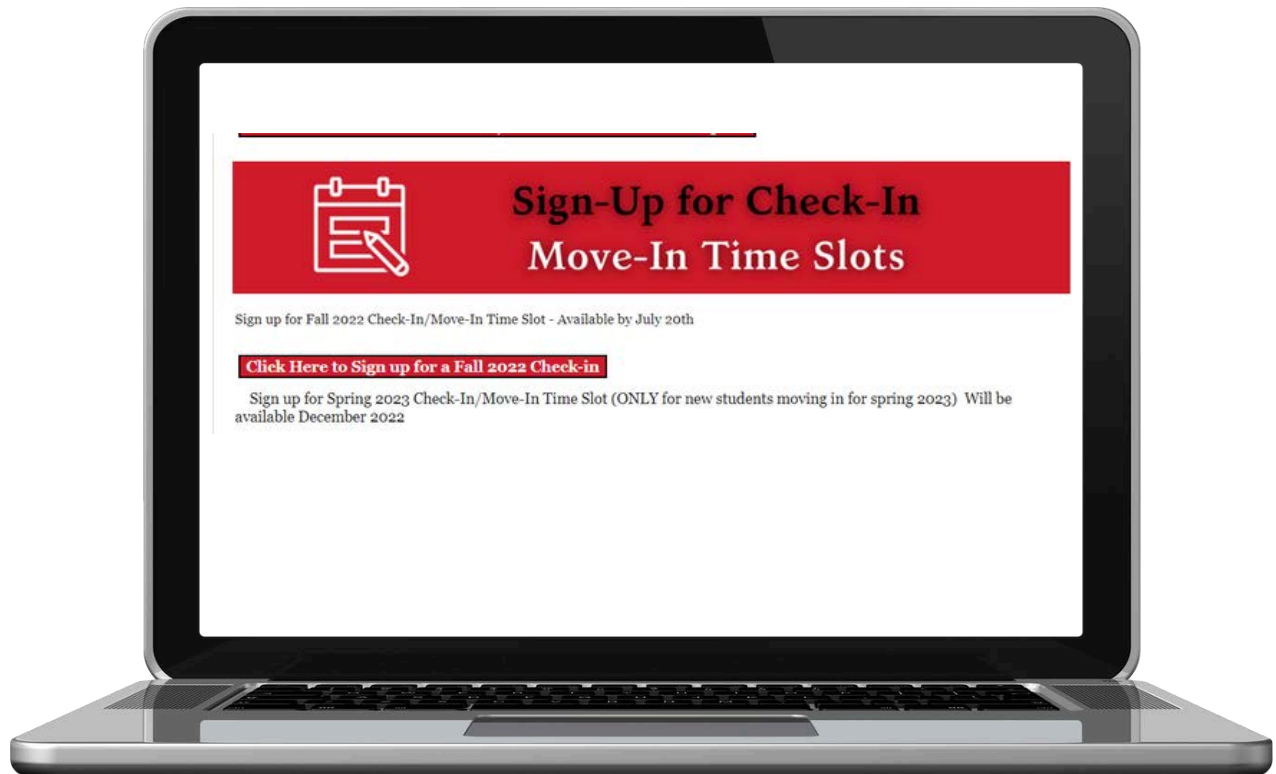 Sign-Up for Check-In
Move-In Time Slots
Sign up for Fall 2022 Check-In/Move-In Time Slot - Available by July 20th
Click Here to Sign up for a Fall 2022 Check-in
Sign up for Spring 2023 Check-In/Move-In Time Slot (ONLY for new students moving in for spring 2023)  Will be
available December 2022